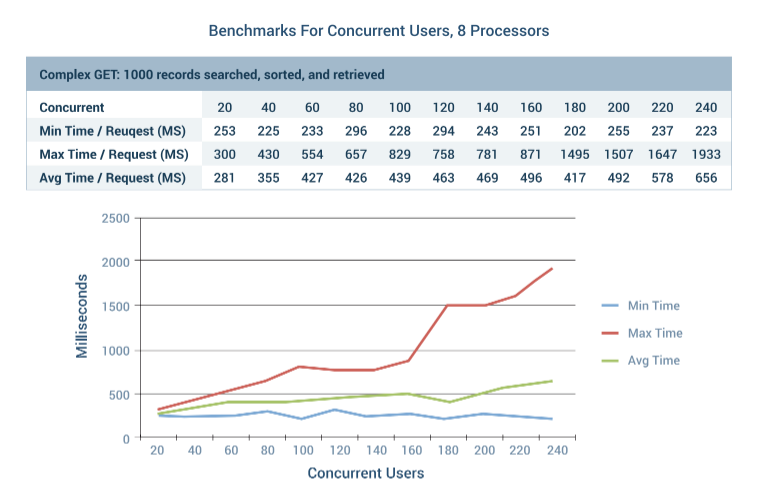 Benchmarks For Concurrent Users, 8 Processors
Complex GET: 1000 records searched, sorted, and retrieved
Concurrent 20 40 60 80 100 120 140 160 180 200 220 240
Min Time / Reuqest (MS) 253 225 233 296 228 294 243 251 202 255 237 223
Max Time / Request (MS) 300 430 554 657 829 758 781 871 1495 1507 1647 1933
Avg Time / Request (MS) 281 355 427 426 439 463 469 496 417 492 578 656
Milliseconds
2500
2000
1500
1000
500
0
20 40 60 80 100 120 140 160 180 200 220 240
Concurrent Users
Min Time
Max Time
Avg Time